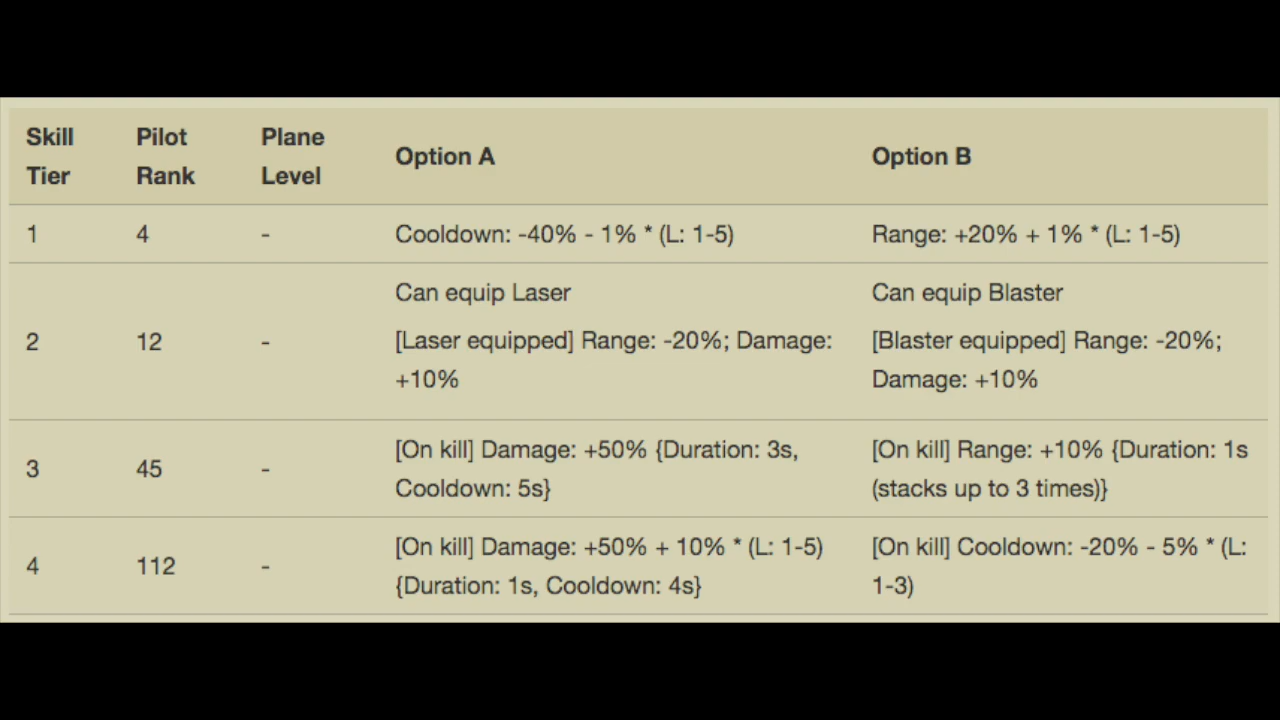 Skill Tier
Pilot Rank
Plane Level
Option A
Option B
1
4
-
Cooldown: -40% - 1% * (L: 1-5)
Range: +20% + 1% * (L: 1-5)
2
12
-
Can equip Laser
[Laser equipped] Range: -20%; Damage:
+10%
Can equip Blaster
[Blaster equipped] Range: -20%;
Damage: +10%
3
45
-
[On kill] Damage: +50% {Duration: 3s,
Cooldown: 5s}
[On kill] Range: +10% {Duration: 1s
(stacks up to 3 times)}
4
112
-
[On kill] Damage: +50% + 10% * (L: 1-5)
{Duration: 1s, Cooldown: 4s}
[On kill] Cooldown: -20% - 5% * (L:
1-3)